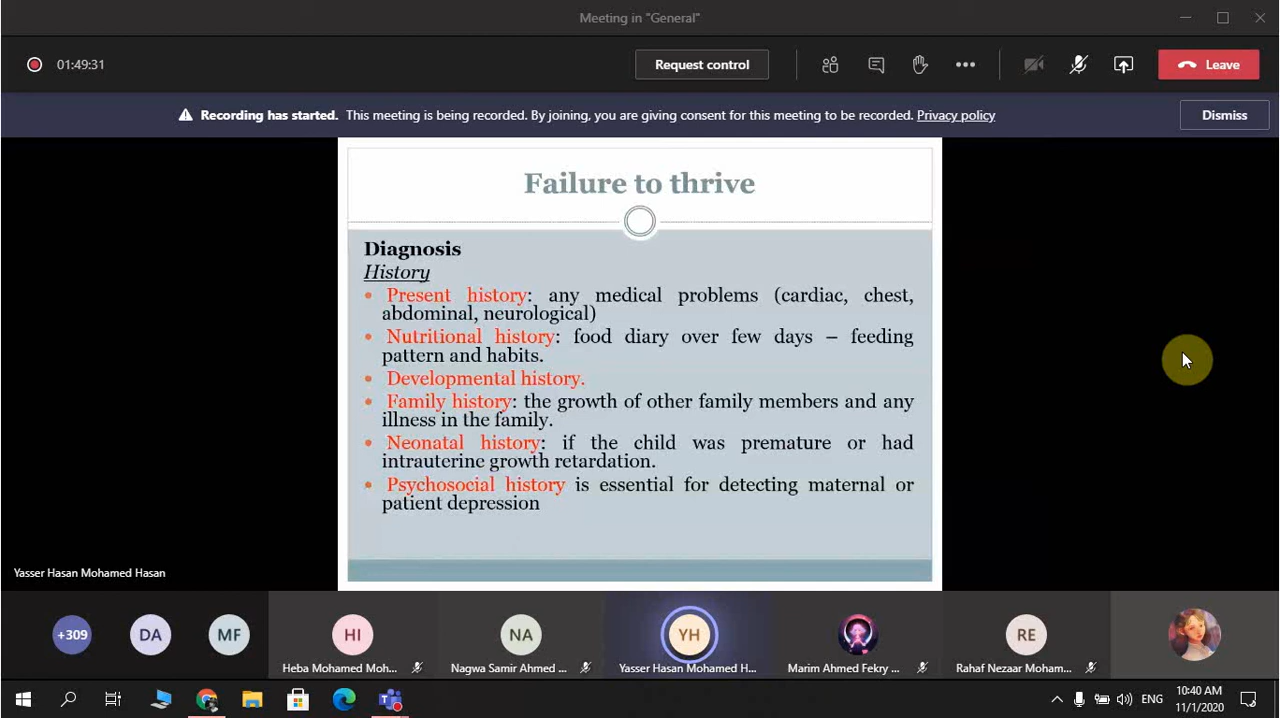 Meeting in "General"
01:49:31
Request control
Leave
Recording has started. This meeting is being recorded. By joining, you are giving consent for this meeting to be recorded. Privacy policy
Dismiss
Failure to thrive
Diagnosis
History
• Present history: any medical problems (cardiac, chest,
abdominal, neurological)
• Nutritional history: food diary over few days – feeding
pattern and habits.
• Developmental history.
• Family history: the growth of other family members and any
illness in the family.
• Neonatal history: if the child was premature or had
intrauterine growth retardation.
• Psychosocial history is essential for detecting maternal or
patient depression
Yasser Hasan Mohamed Hasan
+309
DA
MF
HI
NA
YH
RE
Heba Mohamed Moh...
Nagwa Samir Ahmed ...
Yasser Hasan Mohamed H...
Marim Ahmed Fekry ...
Rahaf Nezaar Moham...
ENG
10:40 AM
11/1/2020